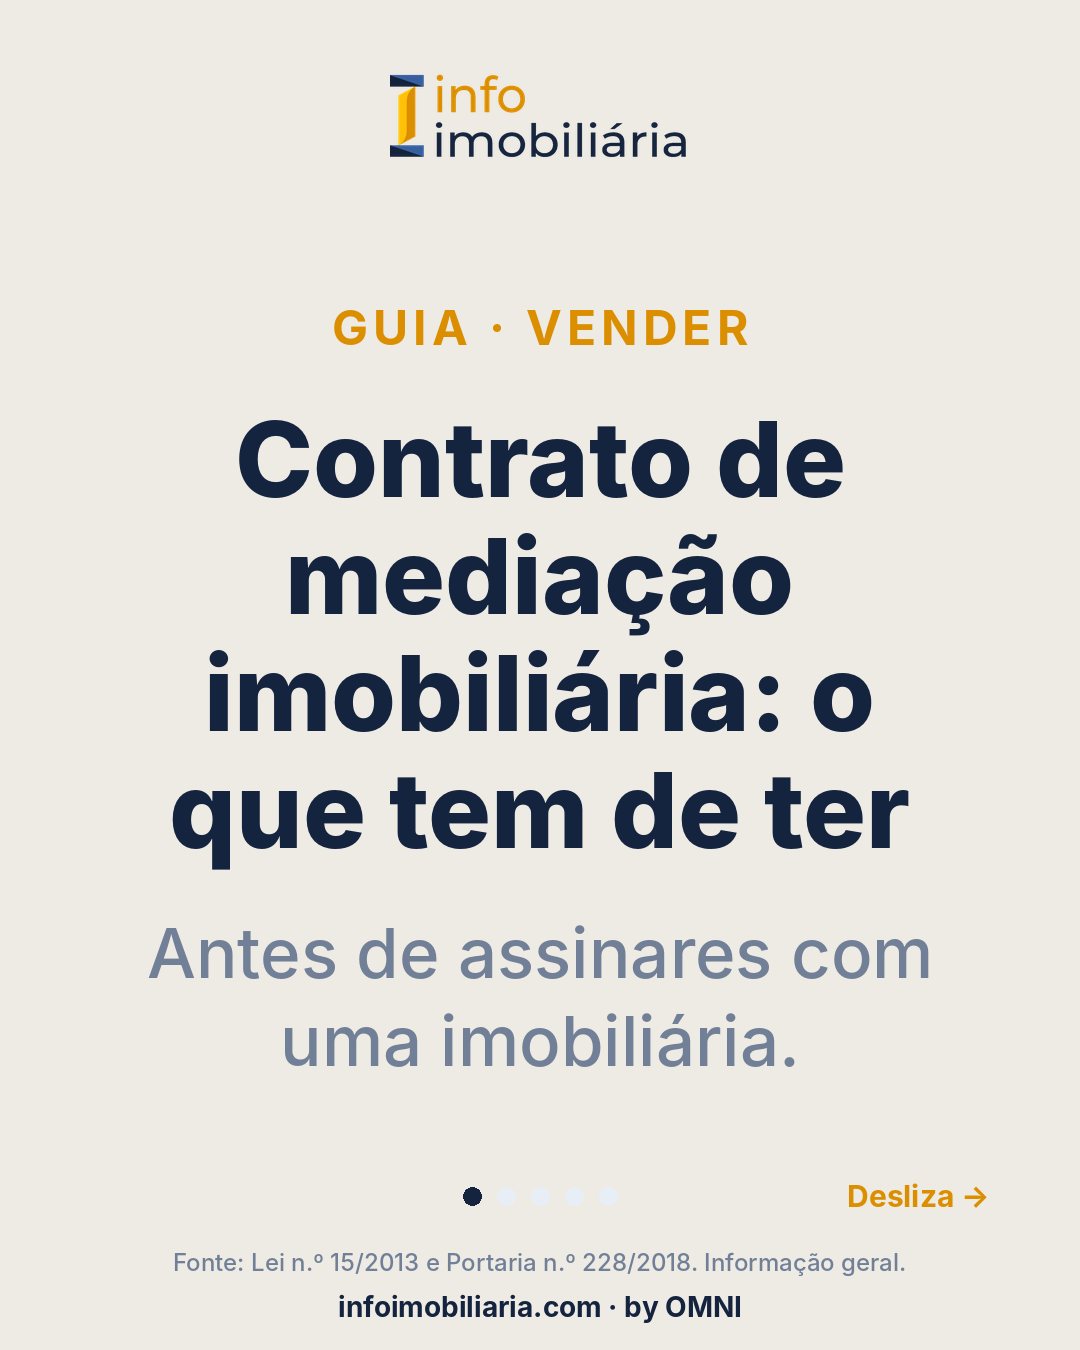 info
imobiliária
GUIA · VENDER
Contrato de
mediação
imobiliária: o
que tem de ter
Antes de assinares com
uma imobiliária.
Desliza →
Fonte: Lei n.º 15/2013 e Portaria n.º 228/2018. Informação geral.
infoimobiliaria.com · by OMNI